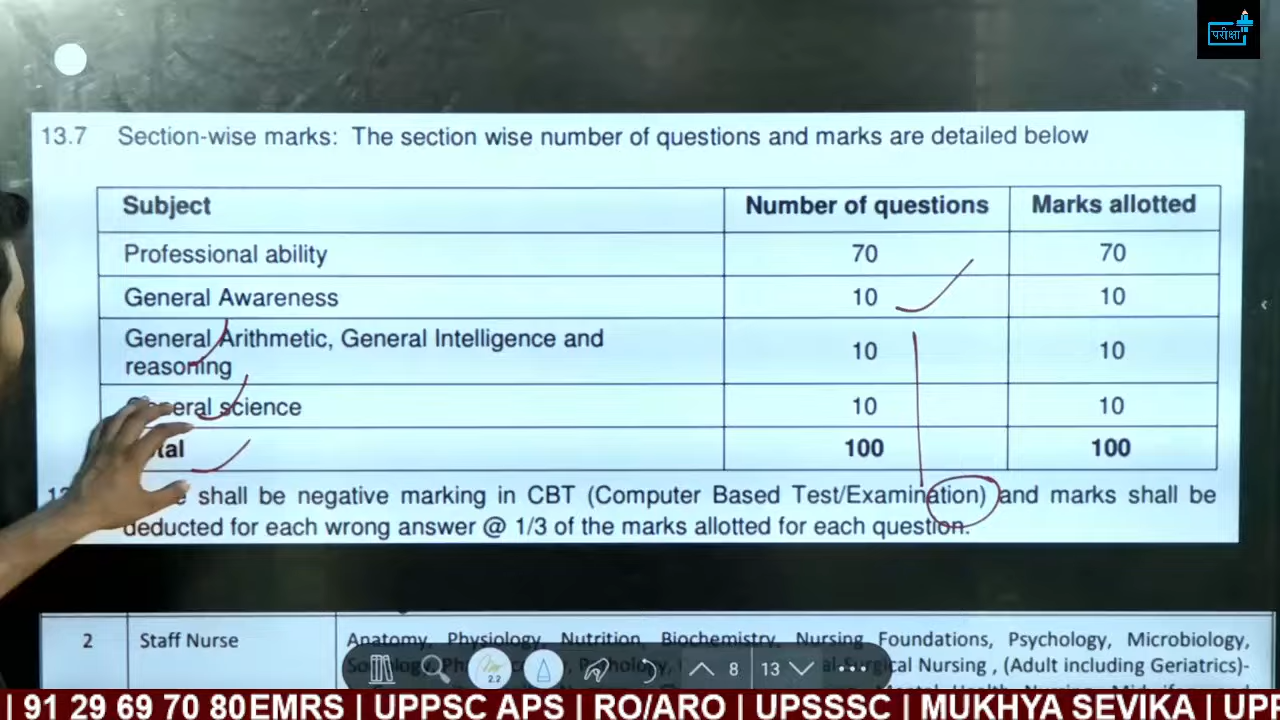 परीक्षा
13.7 Section-wise marks: The section wise number of questions and marks are detailed below
Subject Number of questions Marks allotted
Professional ability 70 70
General Awareness 10 10
General Arithmetic, General Intelligence and
reasoning 10 10
General science 10 10
Total 100 100
shall be negative marking in CBT (Computer Based Test/Examination) and marks shall be
deducted for each wrong answer @ 1/3 of the marks allotted for each question.
2 Staff Nurse Anatomy, Physiology, Nutrition, Biochemistry, Nursing Foundations, Psychology, Microbiology,
Nursing , (Adult including Geriatrics)-
2.2 8 13
| 91 29 69 70 80EMRS | UPPSC APS | RO/ARO | UPSSSC | MUKHYA SEVIKA |